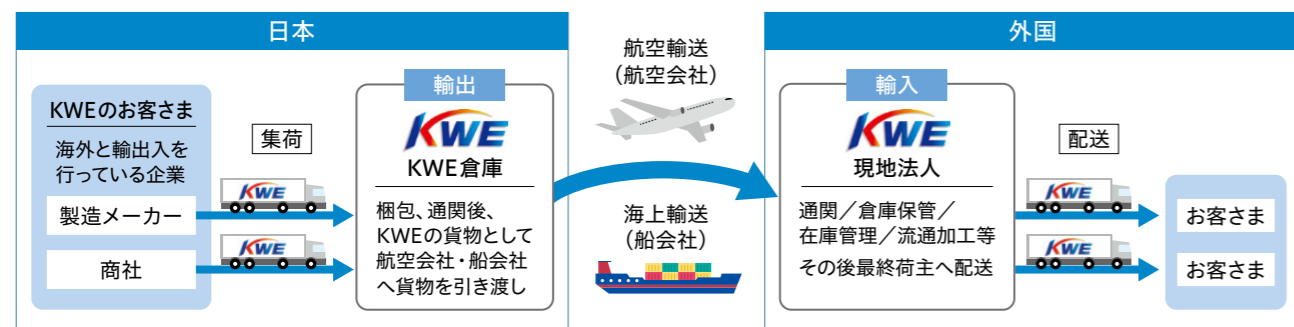 日本
KWEのお客さま
海外と輸出入を
行っている企業
製造メーカー
商社
集荷
KWE
KWE
輸出
KWE
KWE倉庫
梱包、通関後、
KWEの貨物として
航空会社・船会社
へ貨物を引き渡し
航空輸送
（航空会社）
海上輸送
（船会社）
外国
輸入
KWE
現地法人
通関／倉庫保管／
在庫管理／流通加工等
その後最終荷主へ配送
配送
KWE
KWE
お客さま
お客さま